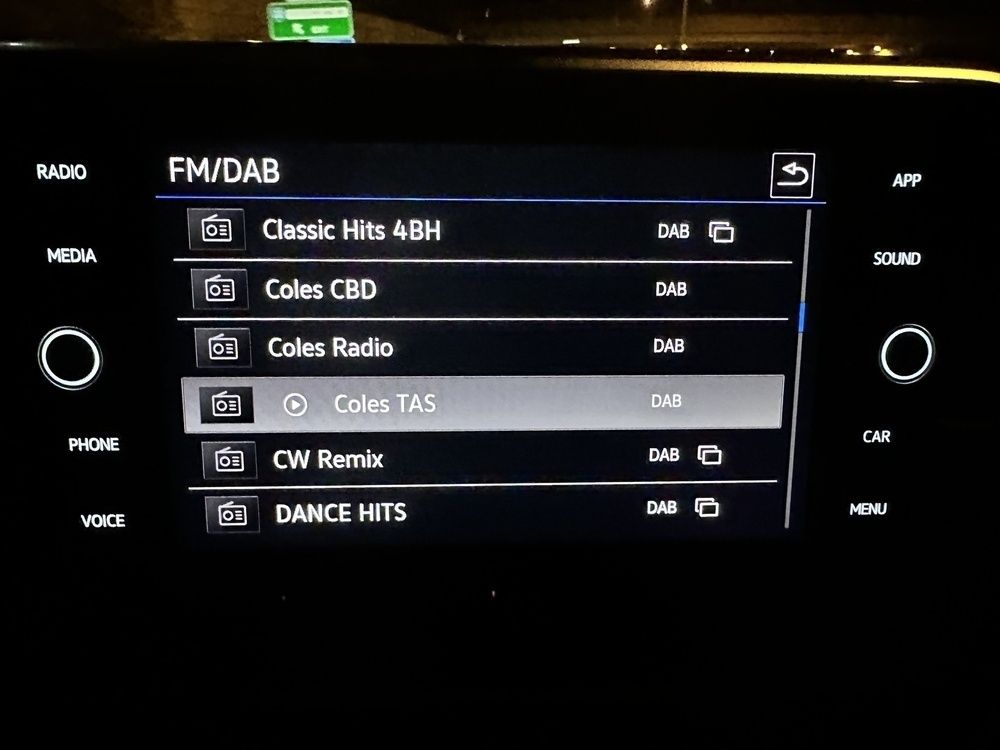 RADIO
FM/DAB
APP
Classic Hits 4BH DAB
MEDIA
SOUND
Coles CBD DAB
Coles Radio DAB
Coles TAS DAB
PHONE
CAR
CW Remix DAB
VOICE
MENU
DANCE HITS DAB